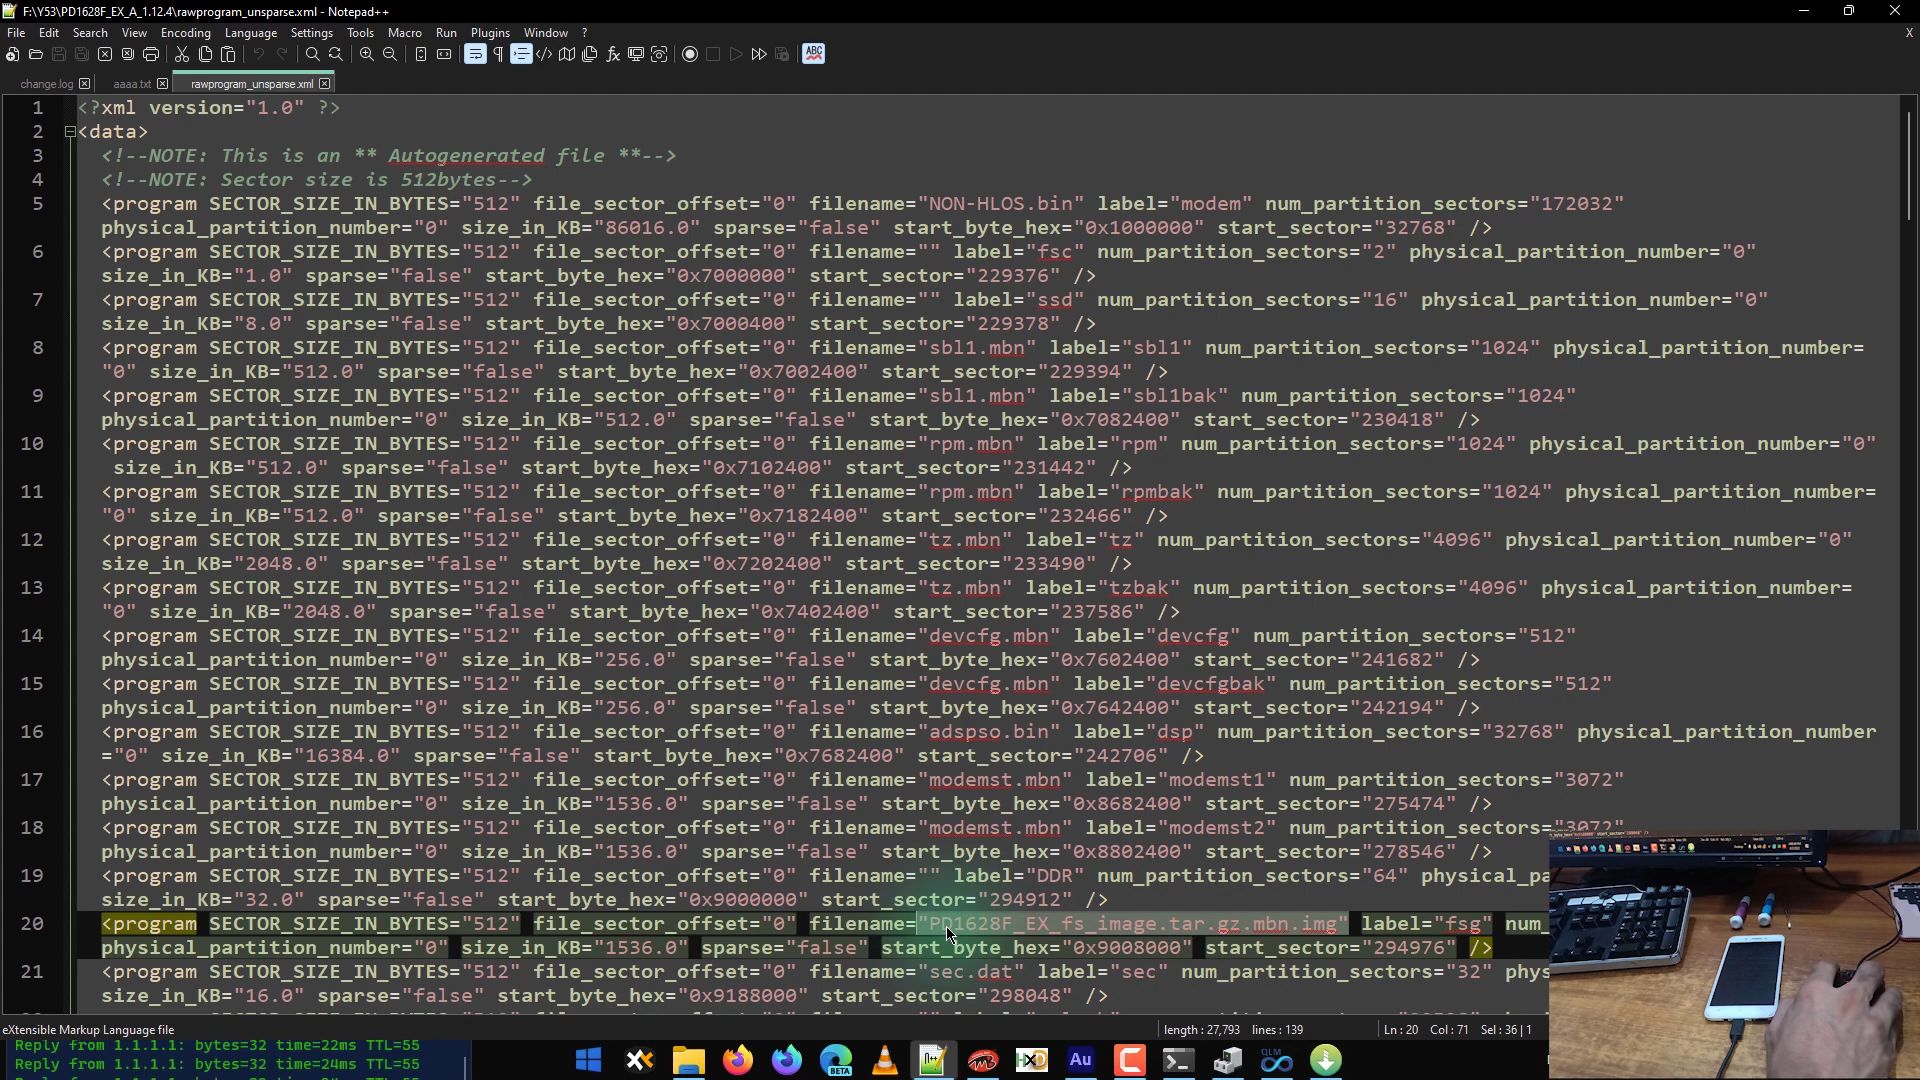 F:\Y53\PD1628F_EX_A_1.12.4\rawprogram_unsparse.xml - Notepad++
File Edit Search View Encoding Language Settings Tools Macro Run Plugins Window ? X
change.log aaaa.txt rawprogram_unsparse.xml
1 <?xml version="1.0" ?>
2 <data>
3 <!--NOTE: This is an ** Autogenerated file **-->
4 <!--NOTE: Sector size is 512bytes-->
5 <program SECTOR_SIZE_IN_BYTES="512" file_sector_offset="0" filename="NON-HLOS.bin" label="modem" num_partition_sectors="172032"
physical_partition_number="0" size_in_KB="86016.0" sparse="false" start_byte_hex="0x1000000" start_sector="32768" />
6 <program SECTOR_SIZE_IN_BYTES="512" file_sector_offset="0" filename="" label="fsc" num_partition_sectors="2" physical_partition_number="0"
size_in_KB="1.0" sparse="false" start_byte_hex="0x7000000" start_sector="229376" />
7 <program SECTOR_SIZE_IN_BYTES="512" file_sector_offset="0" filename="" label="ssd" num_partition_sectors="16" physical_partition_number="0"
size_in_KB="8.0" sparse="false" start_byte_hex="0x7000400" start_sector="229378" />
8 <program SECTOR_SIZE_IN_BYTES="512" file_sector_offset="0" filename="sbl1.mbn" label="sbl1" num_partition_sectors="1024" physical_partition_number=
"0" size_in_KB="512.0" sparse="false" start_byte_hex="0x7002400" start_sector="229394" />
9 <program SECTOR_SIZE_IN_BYTES="512" file_sector_offset="0" filename="sbl1.mbn" label="sbl1bak" num_partition_sectors="1024"
physical_partition_number="0" size_in_KB="512.0" sparse="false" start_byte_hex="0x7082400" start_sector="230418" />
10 <program SECTOR_SIZE_IN_BYTES="512" file_sector_offset="0" filename="rpm.mbn" label="rpm" num_partition_sectors="1024" physical_partition_number="0"
size_in_KB="512.0" sparse="false" start_byte_hex="0x7102400" start_sector="231442" />
11 <program SECTOR_SIZE_IN_BYTES="512" file_sector_offset="0" filename="rpm.mbn" label="rpmbak" num_partition_sectors="1024" physical_partition_number=
"0" size_in_KB="512.0" sparse="false" start_byte_hex="0x7182400" start_sector="232466" />
12 <program SECTOR_SIZE_IN_BYTES="512" file_sector_offset="0" filename="tz.mbn" label="tz" num_partition_sectors="4096" physical_partition_number="0"
size_in_KB="2048.0" sparse="false" start_byte_hex="0x7202400" start_sector="233490" />
13 <program SECTOR_SIZE_IN_BYTES="512" file_sector_offset="0" filename="tz.mbn" label="tzbak" num_partition_sectors="4096" physical_partition_number=
"0" size_in_KB="2048.0" sparse="false" start_byte_hex="0x7402400" start_sector="237586" />
14 <program SECTOR_SIZE_IN_BYTES="512" file_sector_offset="0" filename="devcfg.mbn" label="devcfg" num_partition_sectors="512"
physical_partition_number="0" size_in_KB="256.0" sparse="false" start_byte_hex="0x7602400" start_sector="241682" />
15 <program SECTOR_SIZE_IN_BYTES="512" file_sector_offset="0" filename="devcfg.mbn" label="devcfgbak" num_partition_sectors="512"
physical_partition_number="0" size_in_KB="256.0" sparse="false" start_byte_hex="0x7642400" start_sector="242194" />
16 <program SECTOR_SIZE_IN_BYTES="512" file_sector_offset="0" filename="adspso.bin" label="dsp" num_partition_sectors="32768" physical_partition_number
="0" size_in_KB="16384.0" sparse="false" start_byte_hex="0x7682400" start_sector="242706" />
17 <program SECTOR_SIZE_IN_BYTES="512" file_sector_offset="0" filename="modemst.mbn" label="modemst1" num_partition_sectors="3072"
physical_partition_number="0" size_in_KB="1536.0" sparse="false" start_byte_hex="0x8682400" start_sector="275474" />
18 <program SECTOR_SIZE_IN_BYTES="512" file_sector_offset="0" filename="modemst.mbn" label="modemst2" num_partition_sectors="3072"
physical_partition_number="0" size_in_KB="1536.0" sparse="false" start_byte_hex="0x8802400" start_sector="278546" />
19 <program SECTOR_SIZE_IN_BYTES="512" file_sector_offset="0" filename="" label="DDR" num_partition_sectors="64" physical_pa
size_in_KB="32.0" sparse="false" start_byte_hex="0x9000000" start_sector="294912" />
20 <program SECTOR_SIZE_IN_BYTES="512" file_sector_offset="0" filename="PD1628F_EX_fs_image.tar.gz.mbn.img" label="fsg" num_
physical_partition_number="0" size_in_KB="1536.0" sparse="false" start_byte_hex="0x9008000" start_sector="294976" />
21 <program SECTOR_SIZE_IN_BYTES="512" file_sector_offset="0" filename="sec.dat" label="sec" num_partition_sectors="32" phys
size_in_KB="16.0" sparse="false" start_byte_hex="0x9188000" start_sector="298048" />
eXtensible Markup Language file length : 27,793 lines : 139 Ln : 20 Col : 71 Sel : 36 | 1
Reply from 1.1.1.1: bytes=32 time=22ms TTL=55
Reply from 1.1.1.1: bytes=32 time=24ms TTL=55